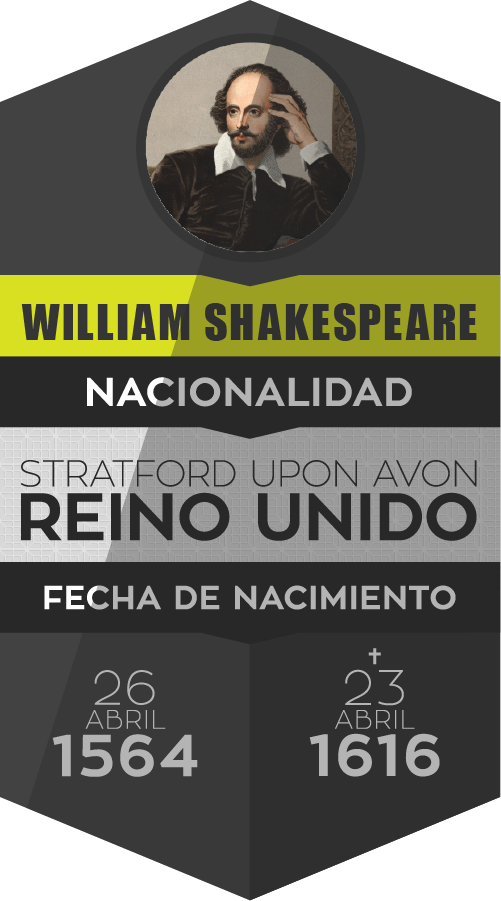 WILLIAM SHAKESPEARE
NACIONALIDAD
STRATFORD UPON AVON
REINO UNIDO
FECHA DE NACIMIENTO
26
ABRIL
1564
✝
23
ABRIL
1616